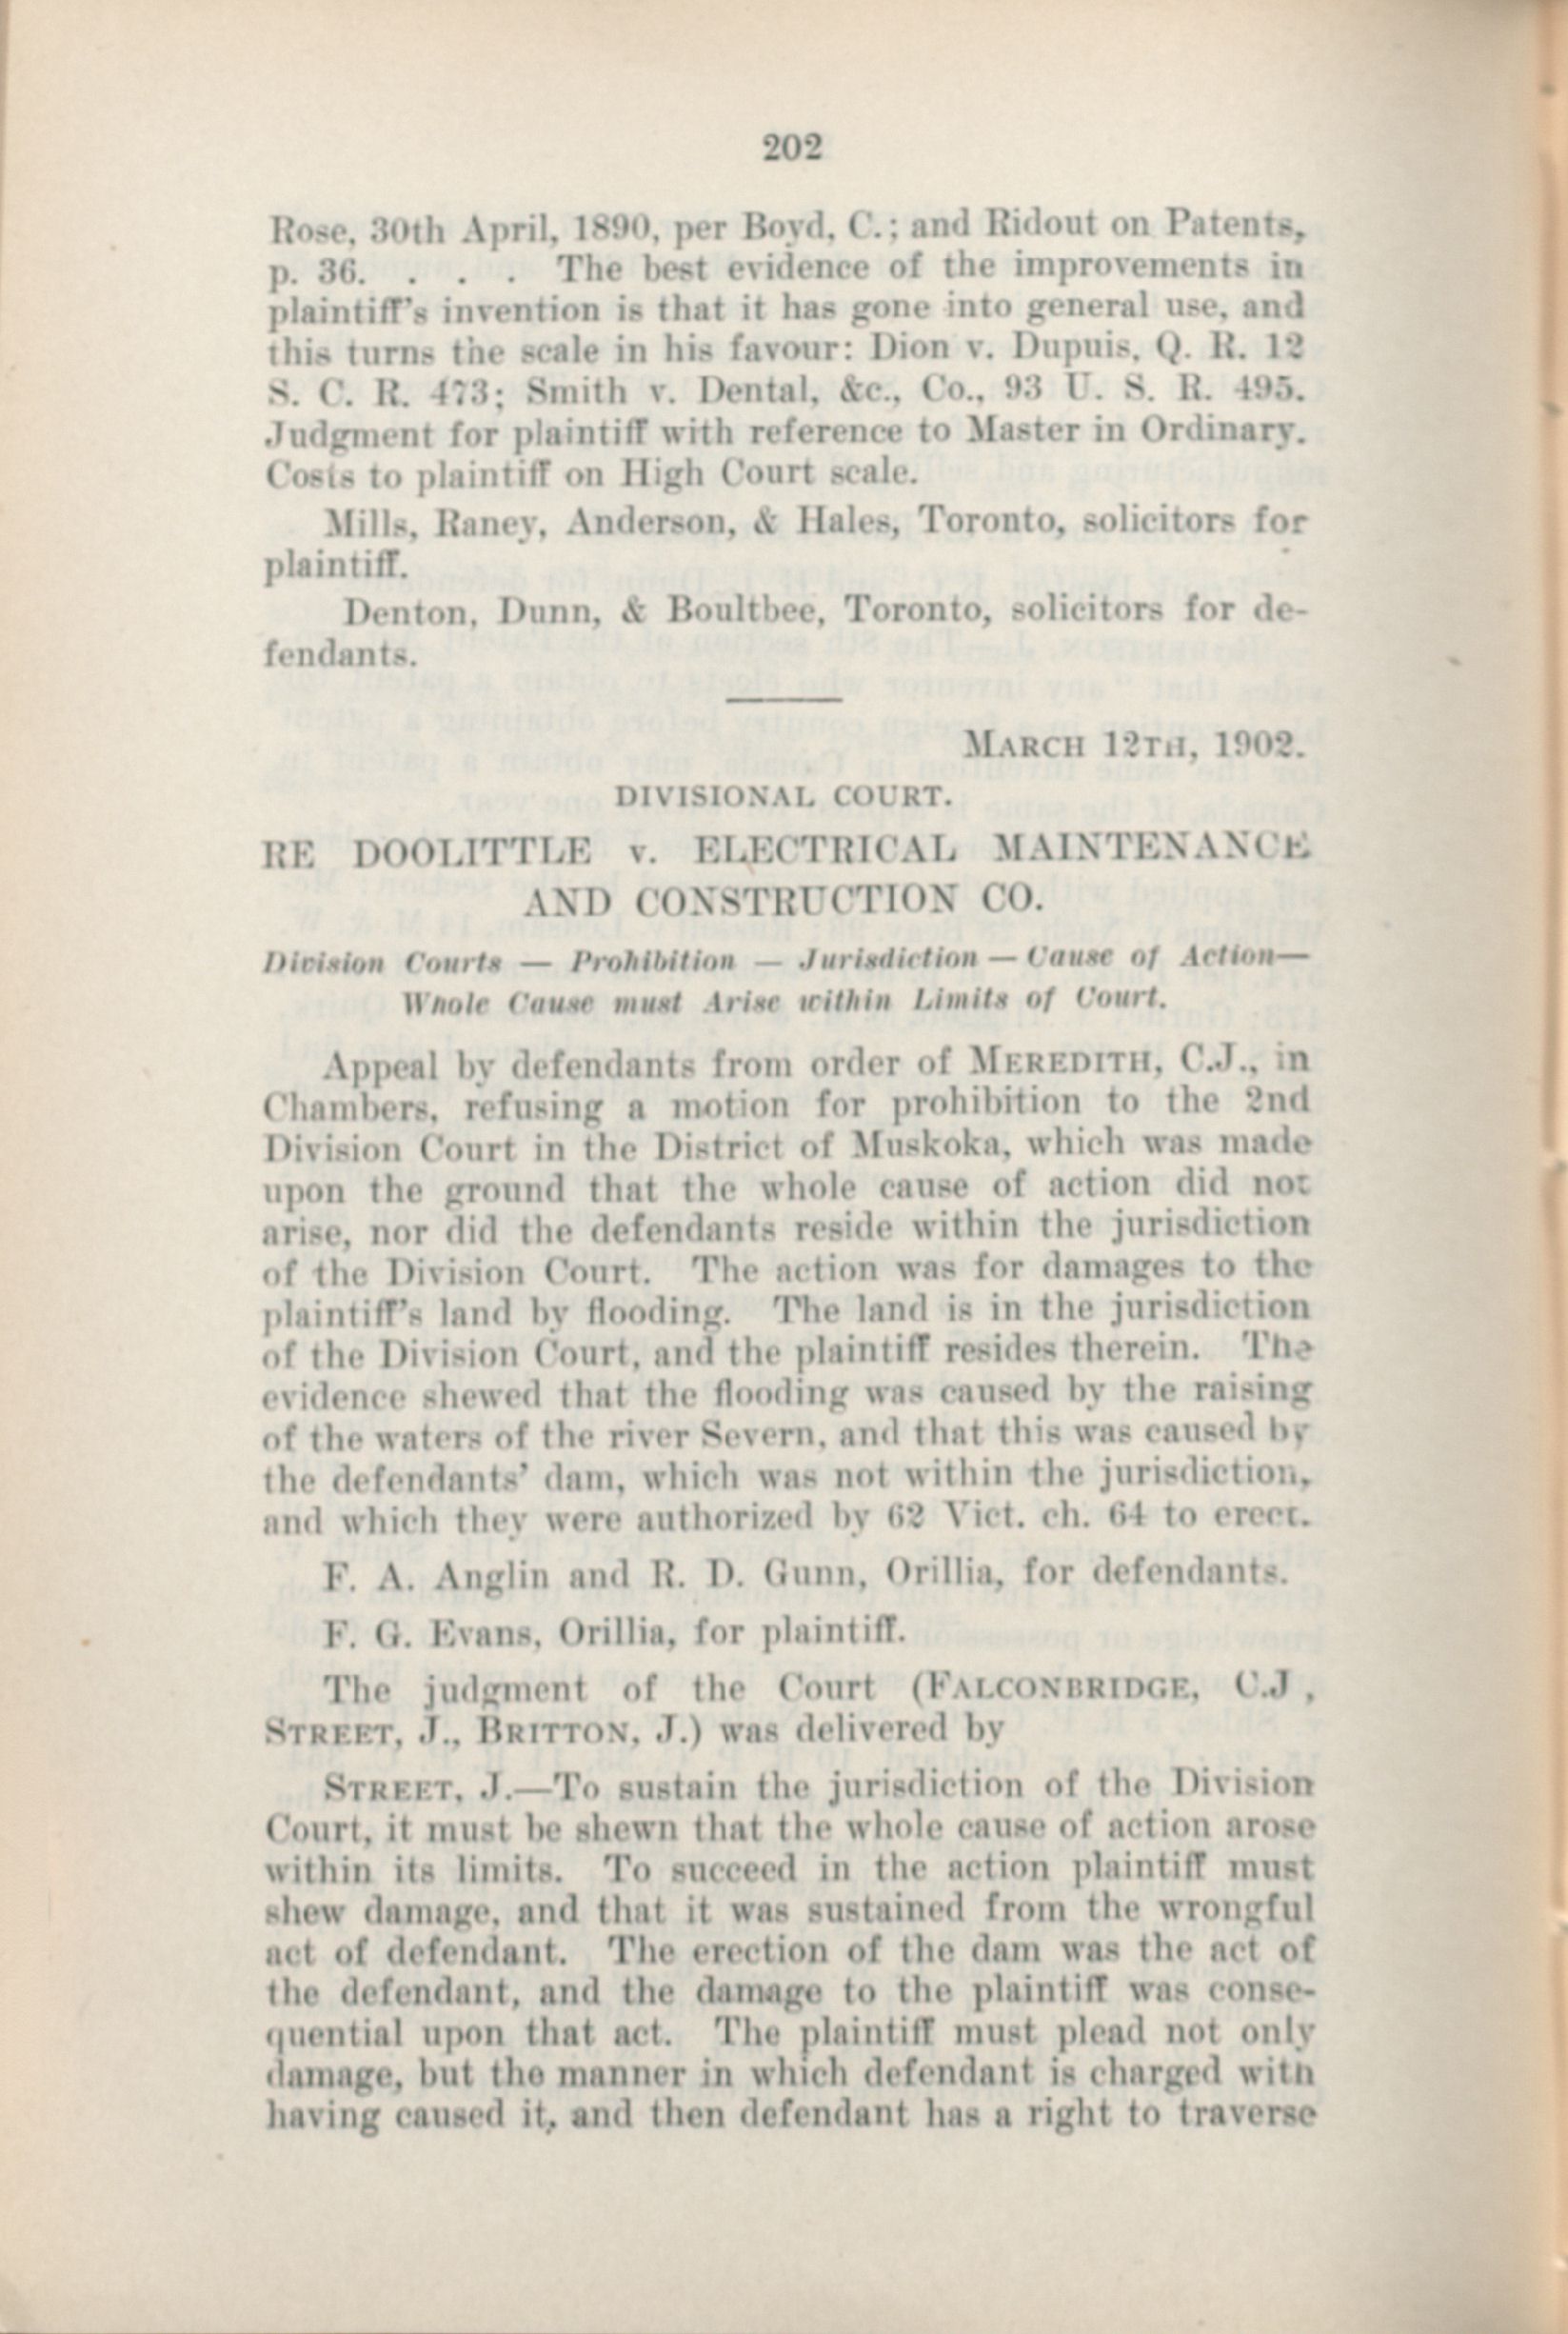 202
Rose, 30th April, 1890, per Boyd, C.; and Ridout on Patents,
p. 36. . . . The best evidence of the improvements in
plaintiff's invention is that it has gone into general use, and
this turns the scale in his favour: Dion v. Dupuis, Q. R. 12
S. C. R. 473; Smith v. Dental, &c., Co., 93 U. S. R. 495.
Judgment for plaintiff with reference to Master in Ordinary.
Costs to plaintiff on High Court scale.
Mills, Raney, Anderson, & Hales, Toronto, solicitors for
plaintiff.
Denton, Dunn, & Boultbee, Toronto, solicitors for de-
fendants.
MARCH 12TH, 1902.
DIVISIONAL COURT.
RE DOOLITTLE v. ELECTRICAL MAINTENANCE
AND CONSTRUCTION CO.
Division Courts — Prohibition — Jurisdiction — Cause of Action—
Whole Cause must Arise within Limits of Court.
Appeal by defendants from order of MEREDITH, C.J., in
Chambers, refusing a motion for prohibition to the 2nd
Division Court in the District of Muskoka, which was made
upon the ground that the whole cause of action did not
arise, nor did the defendants reside within the jurisdiction
of the Division Court. The action was for damages to the
plaintiff's land by flooding. The land is in the jurisdiction
of the Division Court, and the plaintiff resides therein. The
evidence shewed that the flooding was caused by the raising
of the waters of the river Severn, and that this was caused by
the defendants' dam, which was not within the jurisdiction,
and which they were authorized by 62 Vict. ch. 64 to erect.
F. A. Anglin and R. D. Gunn, Orillia, for defendants.
F. G. Evans, Orillia, for plaintiff.
The judgment of the Court (FALCONBRIDGE, C.J ,
STREET, J., BRITTON, J.) was delivered by
STREET, J.—To sustain the jurisdiction of the Division
Court, it must be shewn that the whole cause of action arose
within its limits. To succeed in the action plaintiff must
shew damage, and that it was sustained from the wrongful
act of defendant. The erection of the dam was the act of
the defendant, and the damage to the plaintiff was conse-
quential upon that act. The plaintiff must plead not only
damage, but the manner in which defendant is charged with
having caused it, and then defendant has a right to traverse